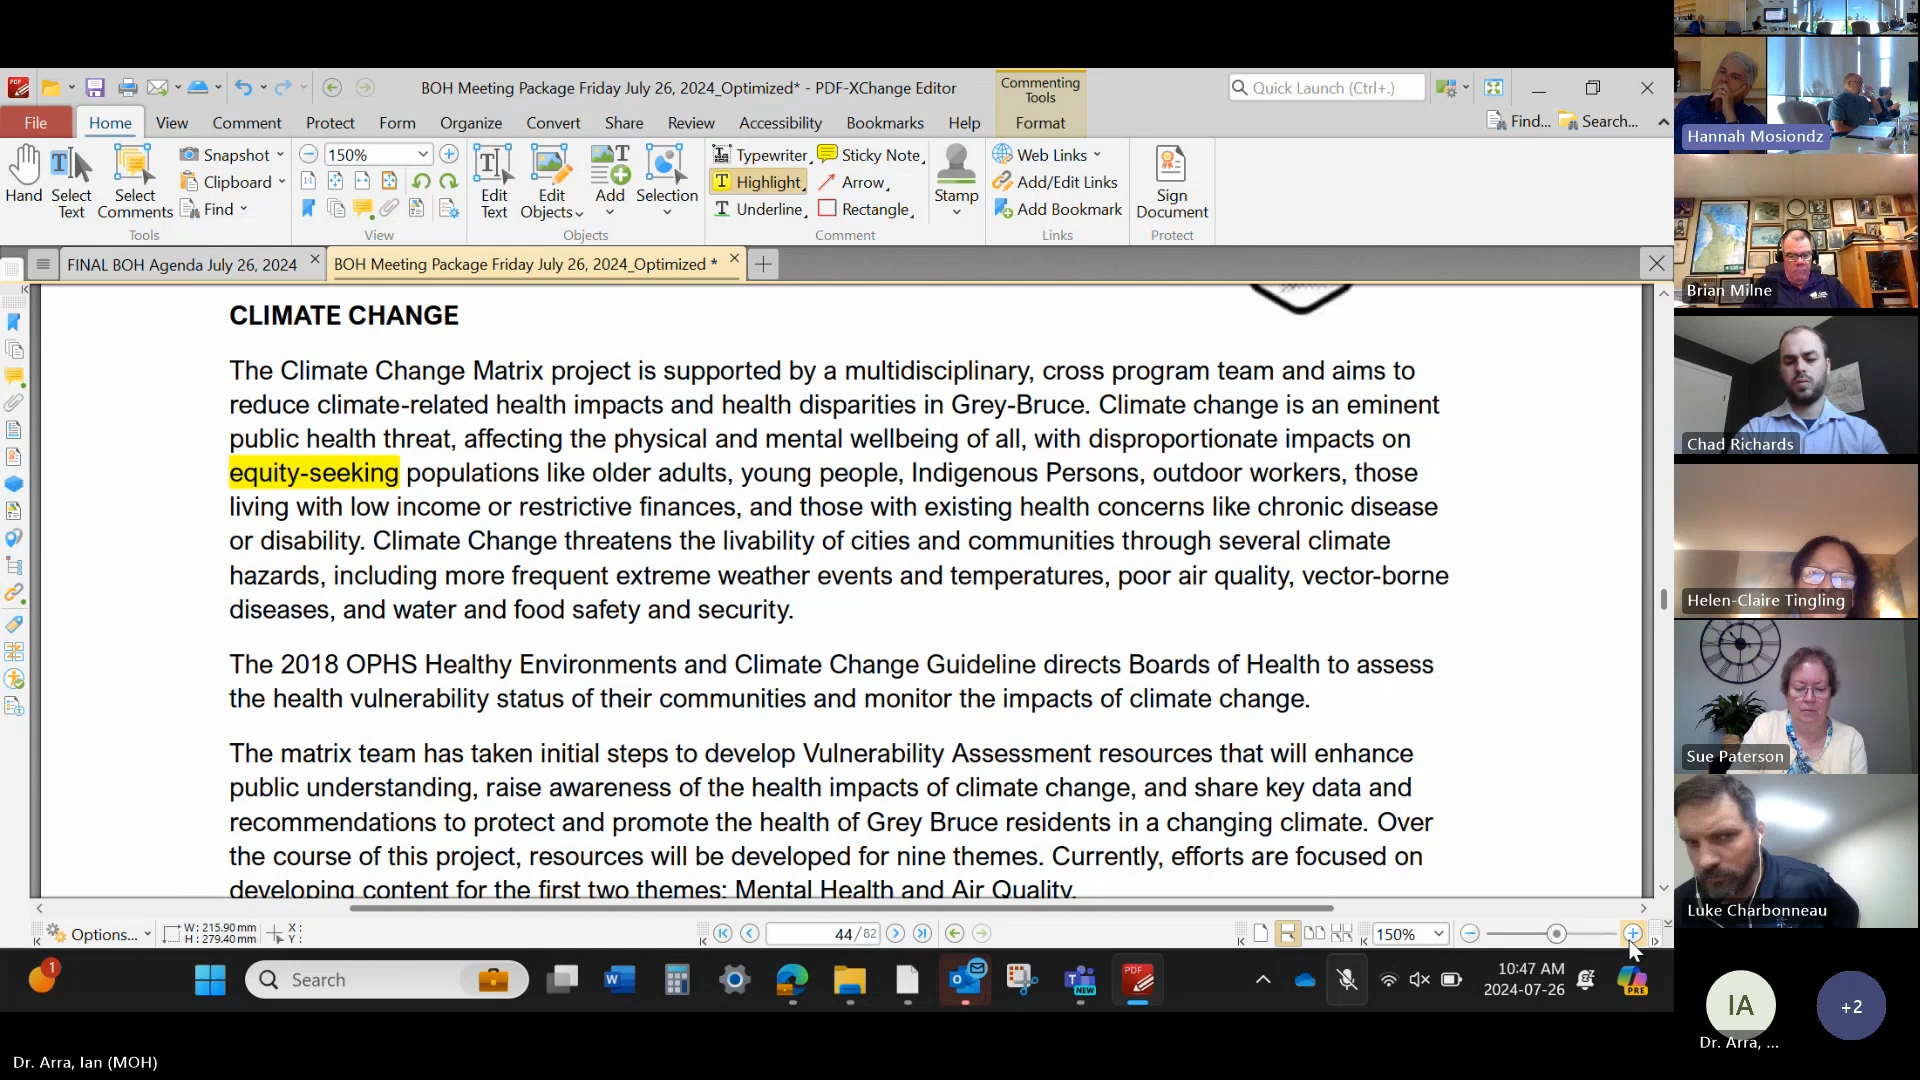 BOH Meeting Package Friday July 26, 2024_Optimized* - PDF-XChange Editor
Commenting Tools
Quick Launch (Ctrl+.)
File
Home
View
Comment
Protect
Form
Organize
Convert
Share
Review
Accessibility
Bookmarks
Help
Format
Find...
Search...
Hand
Select Text
Select Comments
Snapshot
Clipboard
Find
Tools
150%
View
Edit Text
Edit Objects
Add
Selection
Objects
Typewriter
Highlight
Underline
Sticky Note
Arrow
Rectangle
Stamp
Comment
Web Links
Add/Edit Links
Add Bookmark
Links
Sign Document
Protect
FINAL BOH Agenda July 26, 2024
BOH Meeting Package Friday July 26, 2024_Optimized *
CLIMATE CHANGE
The Climate Change Matrix project is supported by a multidisciplinary, cross program team and aims to
reduce climate-related health impacts and health disparities in Grey-Bruce. Climate change is an eminent
public health threat, affecting the physical and mental wellbeing of all, with disproportionate impacts on
equity-seeking populations like older adults, young people, Indigenous Persons, outdoor workers, those
living with low income or restrictive finances, and those with existing health concerns like chronic disease
or disability. Climate Change threatens the livability of cities and communities through several climate
hazards, including more frequent extreme weather events and temperatures, poor air quality, vector-borne
diseases, and water and food safety and security.
The 2018 OPHS Healthy Environments and Climate Change Guideline directs Boards of Health to assess
the health vulnerability status of their communities and monitor the impacts of climate change.
The matrix team has taken initial steps to develop Vulnerability Assessment resources that will enhance
public understanding, raise awareness of the health impacts of climate change, and share key data and
recommendations to protect and promote the health of Grey Bruce residents in a changing climate. Over
the course of this project, resources will be developed for nine themes. Currently, efforts are focused on
developing content for the first two themes: Mental Health and Air Quality.
Options...
W: 215.90 mm
H: 279.40 mm
X :
Y :
44 / 82
150%
1
Search
NEW
PDF
10:47 AM
2024-07-26
PRE
Hannah Mosiondz
Brian Milne
Chad Richards
Helen-Claire Tingling
Sue Paterson
Luke Charbonneau
IA
+2
Dr. Arra, ...
Dr. Arra, Ian (MOH)